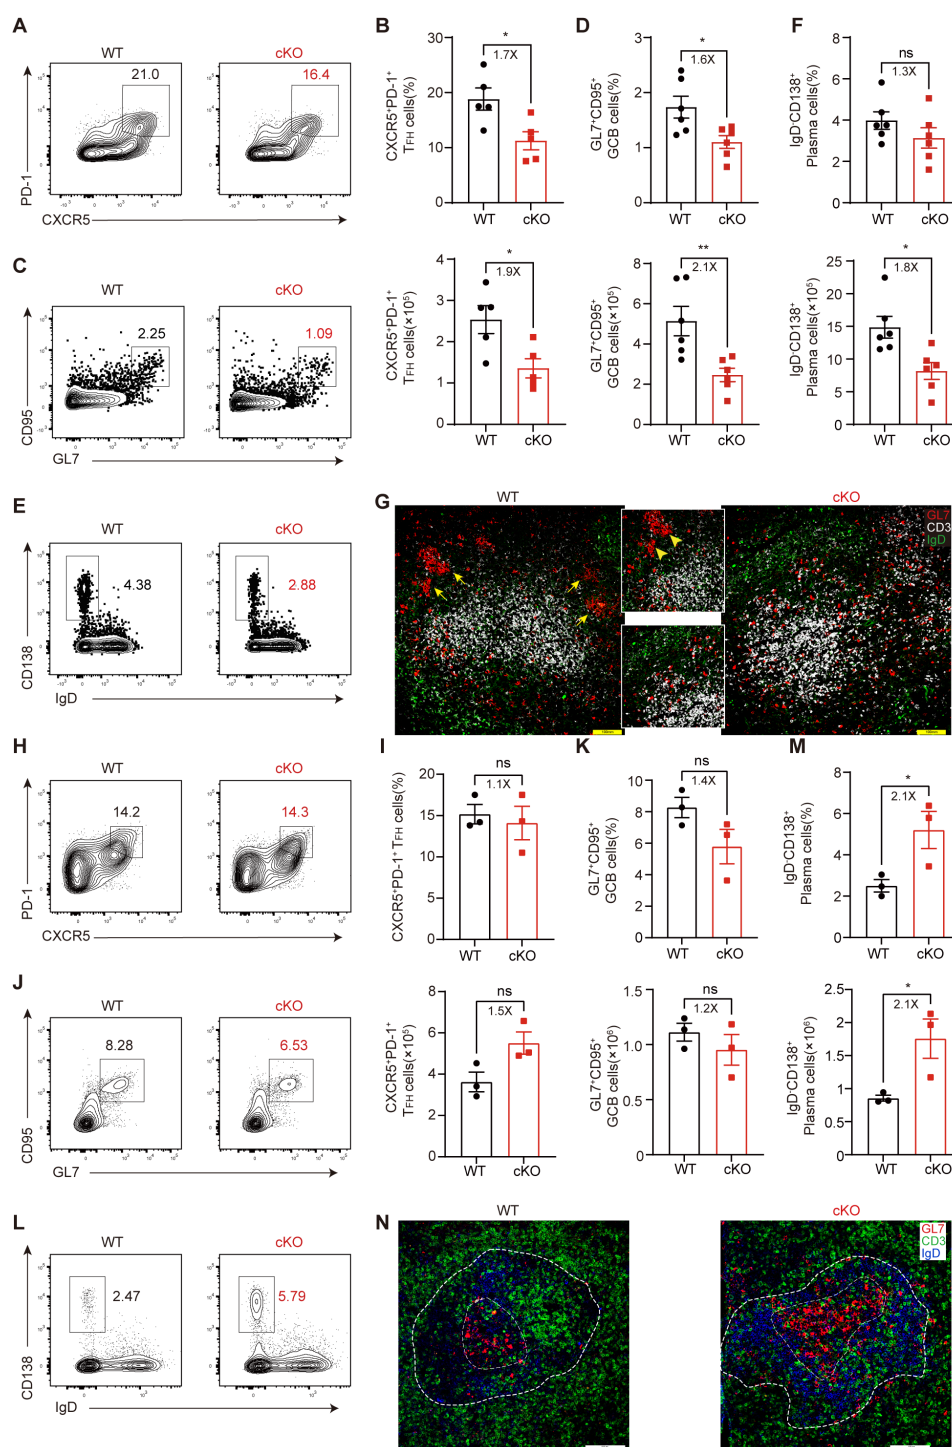 A
WT
cKO
21.0
16.4
PD-1
CXCR5
B
30
20
10
0
CXCR5⁺PD-1⁺
TFH cells(%)
*
1.7X
WT
cKO
4
3
2
1
0
CXCR5⁺PD-1⁺
TFH cells(×10⁵)
*
1.9X
WT
cKO
D
3
2
1
0
GL7⁺CD95⁺
GCB cells(%)
*
1.6X
WT
cKO
8
6
4
2
0
GL7⁺CD95⁺
GCB cells(×10⁵)
**
2.1X
WT
cKO
F
8
6
4
2
0
IgD⁻CD138⁺
Plasma cells(%)
ns
1.3X
WT
cKO
25
20
15
10
5
0
IgD⁻CD138⁺
Plasma cells(×10⁵)
*
1.8X
WT
cKO
C
WT
cKO
2.25
1.09
CD95
GL7
E
WT
cKO
4.38
2.88
CD138
IgD
G
WT
cKO
GL7
CD3
IgD
H
WT
cKO
14.2
14.3
PD-1
CXCR5
I
20
15
10
5
0
CXCR5⁺PD-1⁺ TFH cells(%)
ns
1.1X
WT
cKO
8
6
4
2
0
CXCR5⁺PD-1⁺
TFH cells(×10⁵)
ns
1.5X
WT
cKO
K
10
8
6
4
2
0
GL7⁺CD95⁺
GCB cells(%)
ns
1.4X
WT
cKO
1.5
1.0
0.5
0.0
GL7⁺CD95⁺
GCB cells(×10⁶)
ns
1.2X
WT
cKO
M
8
6
4
2
0
IgD⁻CD138⁺
Plasma cells(%)
*
2.1X
WT
cKO
2.5
2
1.5
1
0.5
0
IgD⁻CD138⁺
Plasma cells(×10⁶)
*
2.1X
WT
cKO
J
WT
cKO
8.28
6.53
CD95
GL7
L
WT
cKO
2.47
5.79
CD138
IgD
N
WT
cKO
GL7
CD3
IgD